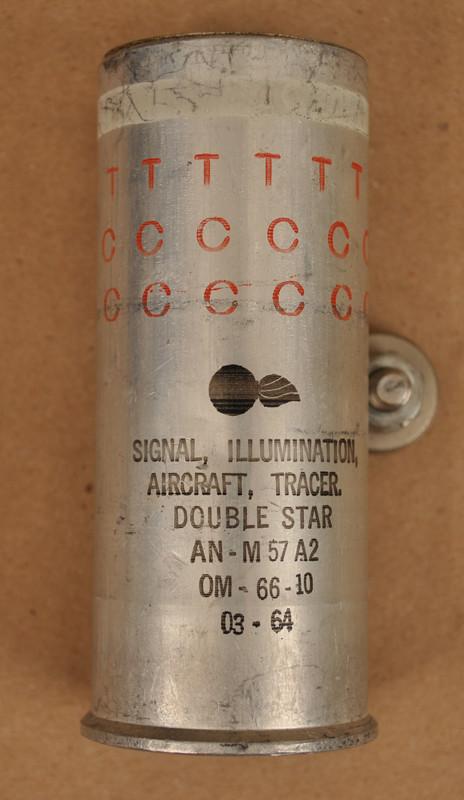 T T T T T T
C C C C C C
C C C C C C
SIGNAL, ILLUMINATION,
AIRCRAFT, TRACER.
DOUBLE STAR
AN-M 57 A2
OM-66-10
03-64